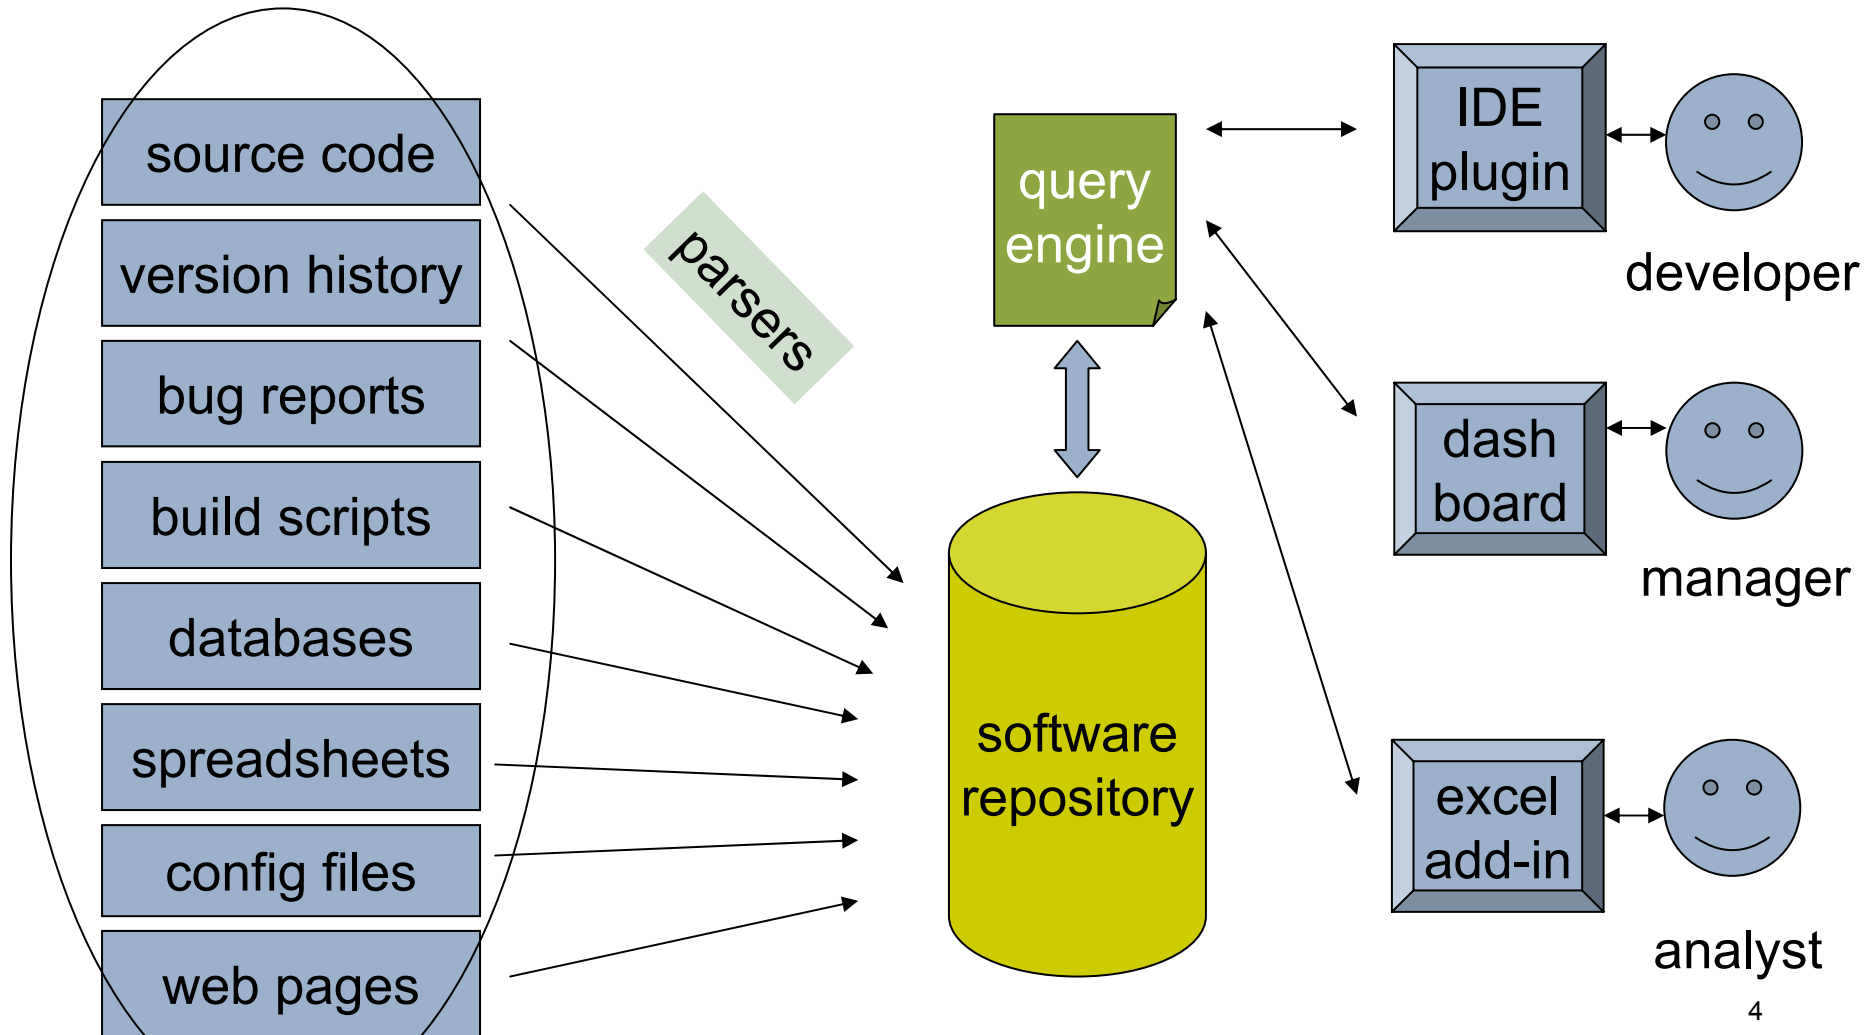 source code
version history
bug reports
build scripts
databases
spreadsheets
config files
web pages
parsers
query
engine
software
repository
IDE
plugin
developer
dash
board
manager
excel
add-in
analyst
4